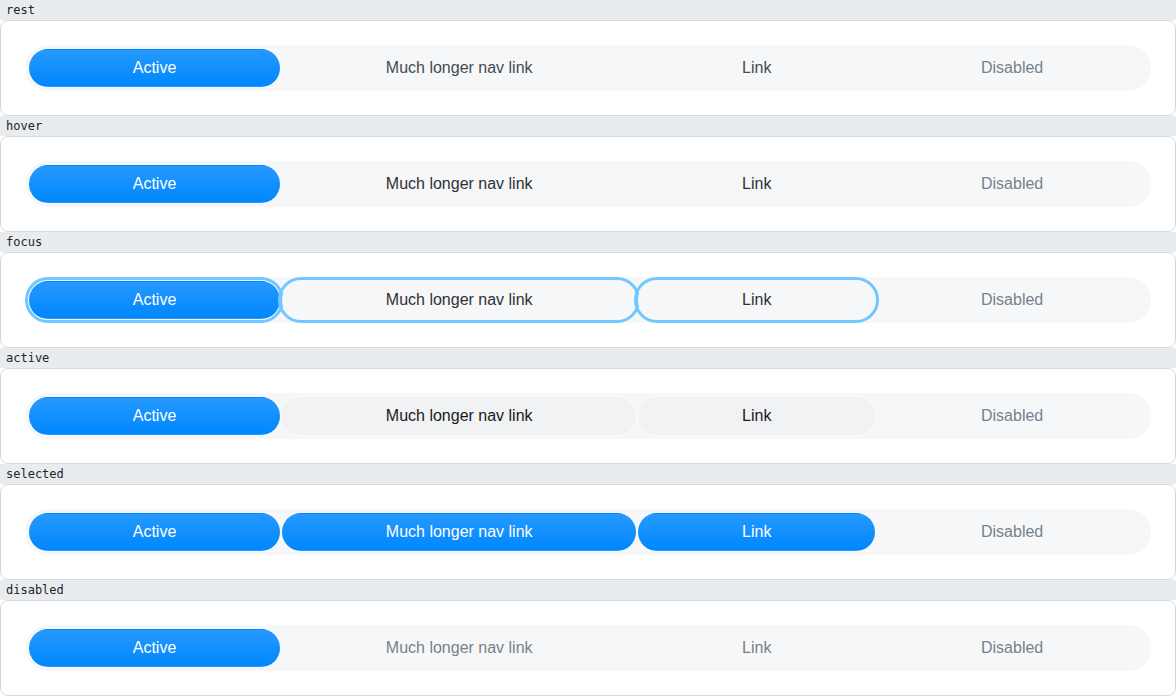 rest
Active Much longer nav link Link Disabled
hover
Active Much longer nav link Link Disabled
focus
Active Much longer nav link Link Disabled
active
Active Much longer nav link Link Disabled
selected
Active Much longer nav link Link Disabled
disabled
Active Much longer nav link Link Disabled